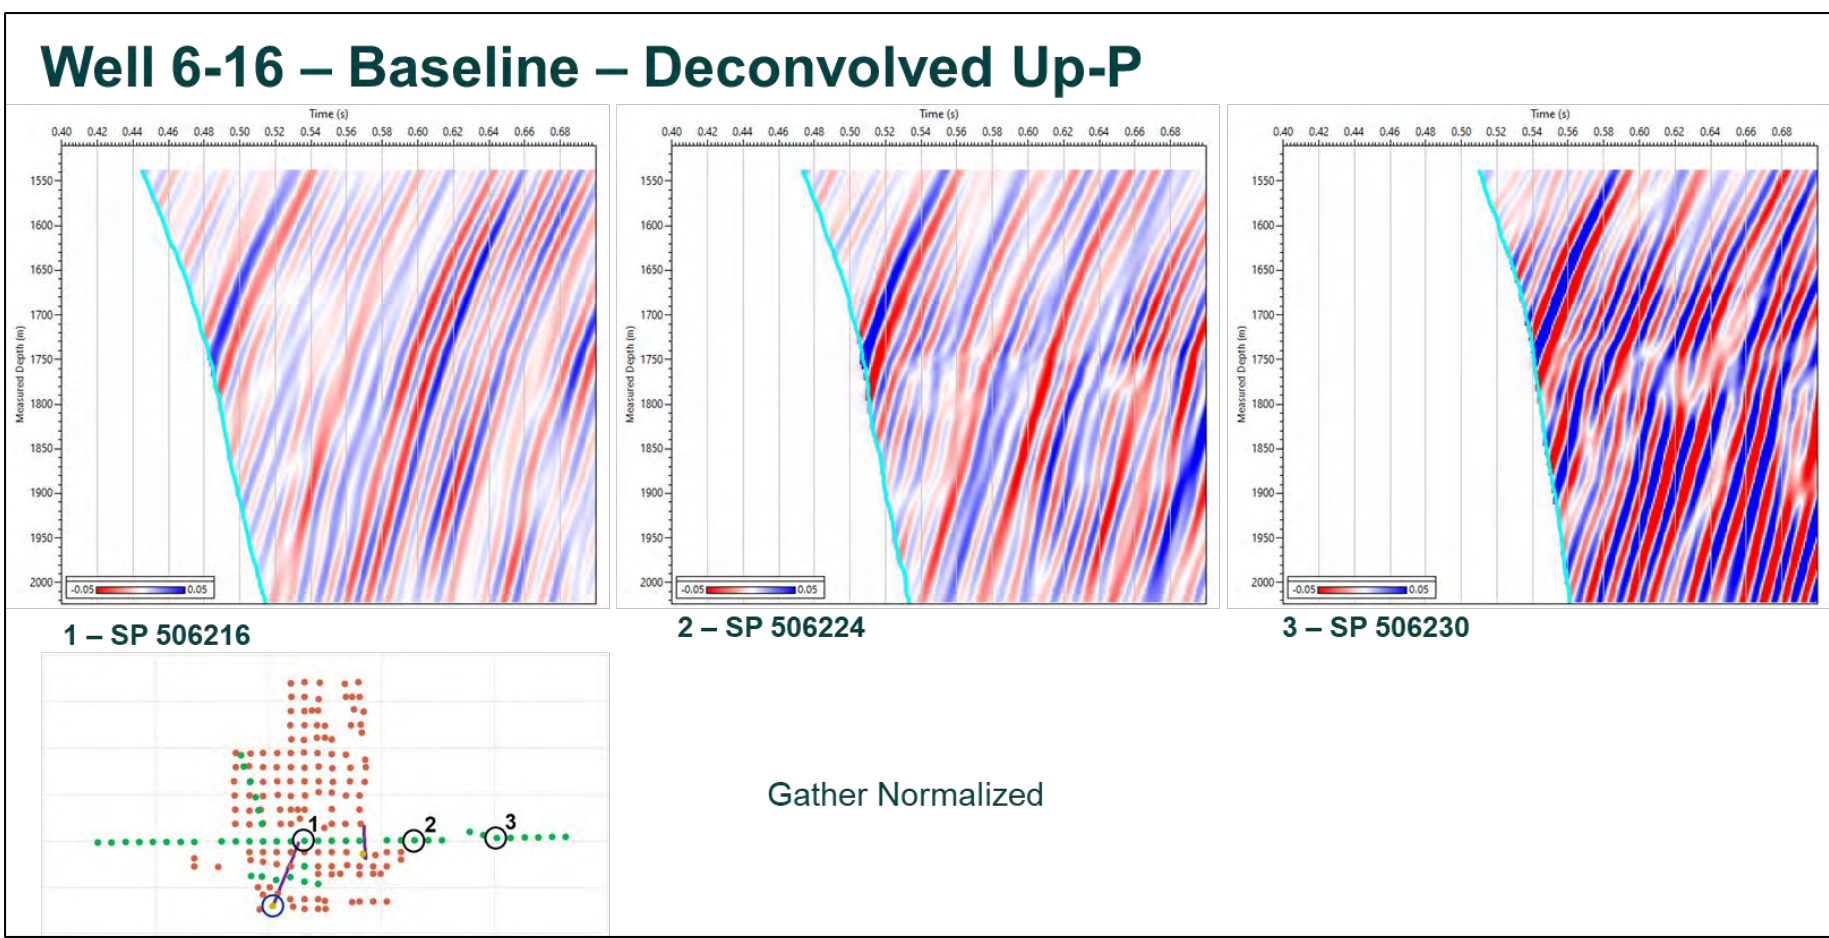 Well 6-16 – Baseline – Deconvolved Up-P
Time (s)
0.40 0.42 0.44 0.46 0.48 0.50 0.52 0.54 0.56 0.58 0.60 0.62 0.64 0.66 0.68
Measured Depth (m)
1550
1600
1650
1700
1750
1800
1850
1900
1950
2000
-0.05 0.05
1 – SP 506216
Time (s)
0.40 0.42 0.44 0.46 0.48 0.50 0.52 0.54 0.56 0.58 0.60 0.62 0.64 0.66 0.68
Measured Depth (m)
1550
1600
1650
1700
1750
1800
1850
1900
1950
2000
-0.05 0.05
2 – SP 506224
Time (s)
0.40 0.42 0.44 0.46 0.48 0.50 0.52 0.54 0.56 0.58 0.60 0.62 0.64 0.66 0.68
Measured Depth (m)
1550
1600
1650
1700
1750
1800
1850
1900
1950
2000
-0.05 0.05
3 – SP 506230
1 2 3
Gather Normalized